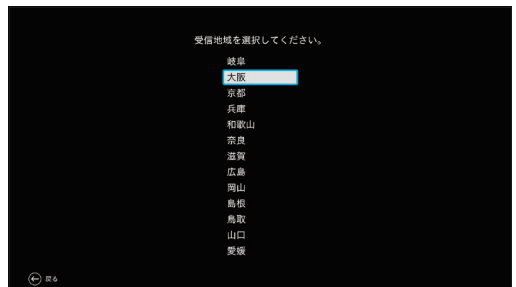 受信地域を選択してください。
岐阜
大阪
京都
兵庫
和歌山
奈良
滋賀
広島
岡山
島根
鳥取
山口
愛媛
戻る